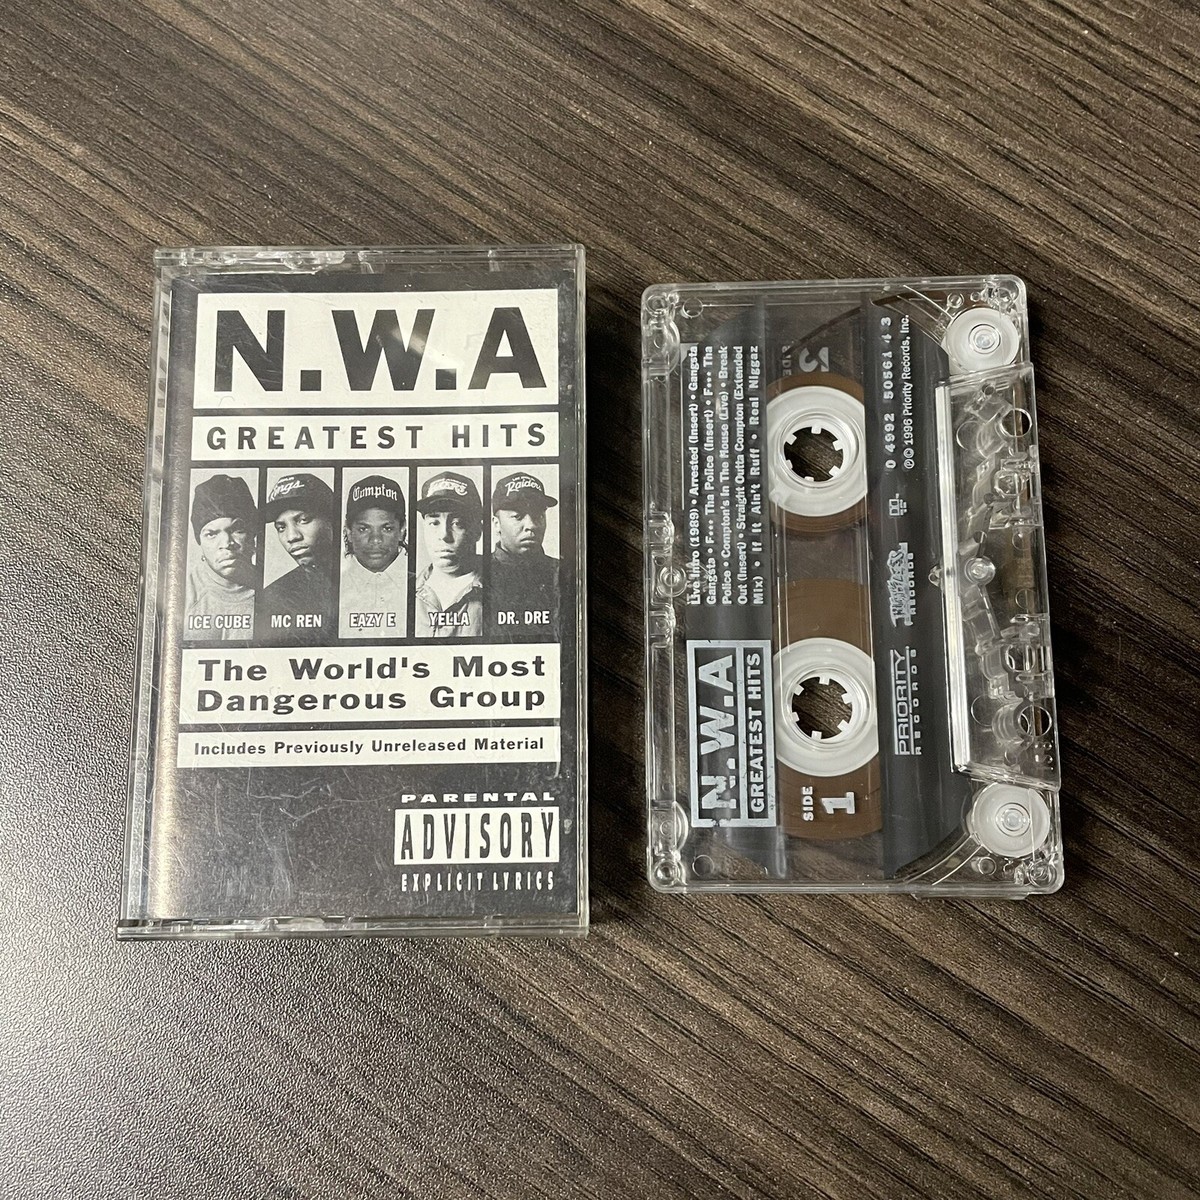 N.W.A
GREATEST HITS
Kings
Compton
Raiders
ICE CUBE
MC REN
EAZY E
YELLA
DR. DRE
The World's Most
Dangerous Group
Includes Previously Unreleased Material
PARENTAL
ADVISORY
EXPLICIT LYRICS
Live Intro (1989) • Arrested (Insert) • Gangsta
Gangsta • F••• Tha Police (Insert) • F••• Tha
Police • Compton's In The House (Live) • Break
Out (Insert) • Straight Outta Compton (Extended
Mix) • If It Ain't Ruff • Real Niggaz
N.W.A
GREATEST HITS
SIDE
1
PRIORITY
RECORDS
RUTHLESS
RECORDS
0 4992 50561 4 3
℗© 1996 Priority Records, Inc.